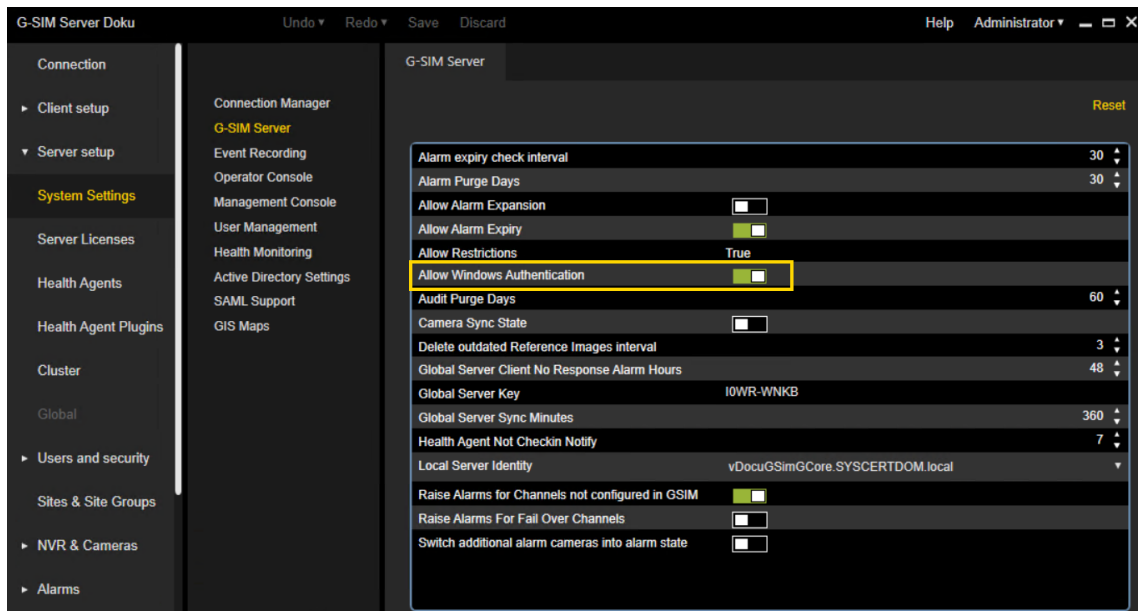 G-SIM Server Doku Undo Redo Save Discard Help Administrator
Connection
Client setup
Server setup
System Settings
Server Licenses
Health Agents
Health Agent Plugins
Cluster
Global
Users and security
Sites & Site Groups
NVR & Cameras
Alarms
Connection Manager
G-SIM Server
Event Recording
Operator Console
Management Console
User Management
Health Monitoring
Active Directory Settings
SAML Support
GIS Maps
G-SIM Server
Reset
Alarm expiry check interval 30
Alarm Purge Days 30
Allow Alarm Expansion
Allow Alarm Expiry
Allow Restrictions True
Allow Windows Authentication
Audit Purge Days 60
Camera Sync State
Delete outdated Reference Images interval 3
Global Server Client No Response Alarm Hours 48
Global Server Key I0WR-WNKB
Global Server Sync Minutes 360
Health Agent Not Checkin Notify 7
Local Server Identity vDocuGSimGCore.SYSCERTDOM.local
Raise Alarms for Channels not configured in GSIM
Raise Alarms For Fail Over Channels
Switch additional alarm cameras into alarm state